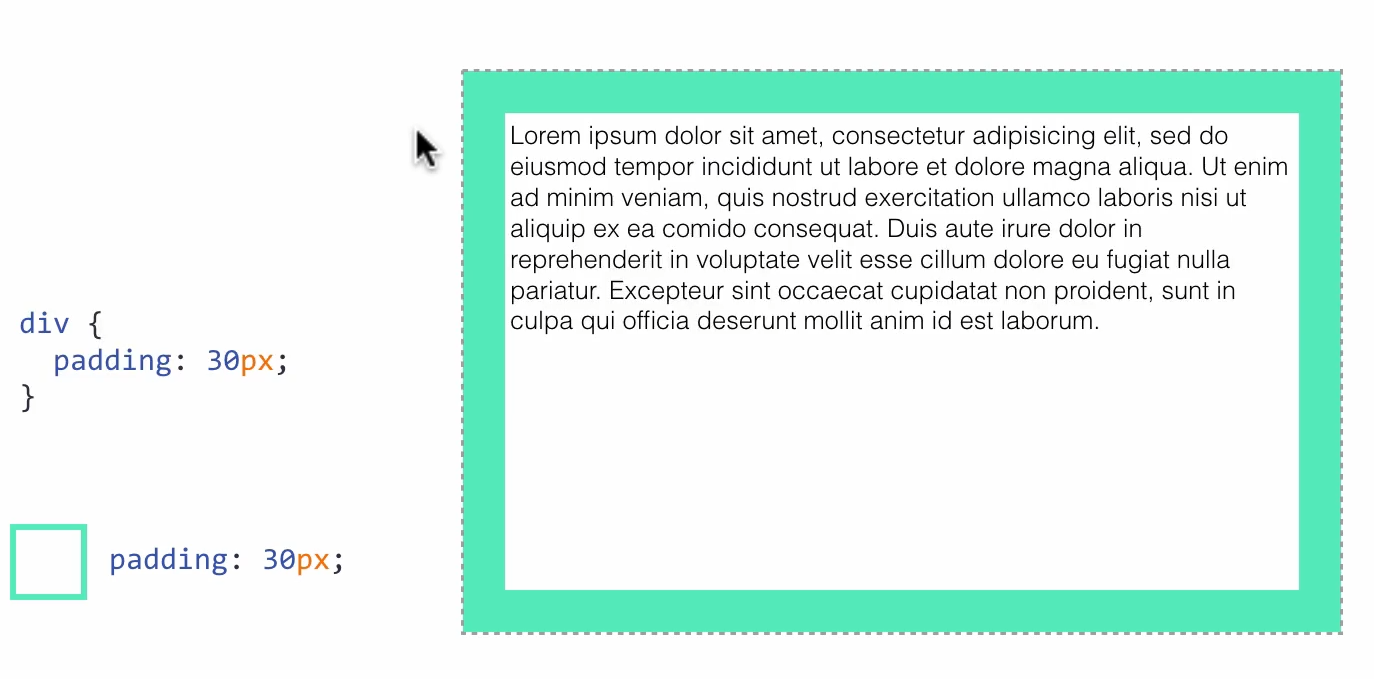 div {
padding: 30px;
}
padding: 30px;
Lorem ipsum dolor sit amet, consectetur adipisicing elit, sed do
eiusmod tempor incididunt ut labore et dolore magna aliqua. Ut enim
ad minim veniam, quis nostrud exercitation ullamco laboris nisi ut
aliquip ex ea comido consequat. Duis aute irure dolor in
reprehenderit in voluptate velit esse cillum dolore eu fugiat nulla
pariatur. Excepteur sint occaecat cupidatat non proident, sunt in
culpa qui officia deserunt mollit anim id est laborum.